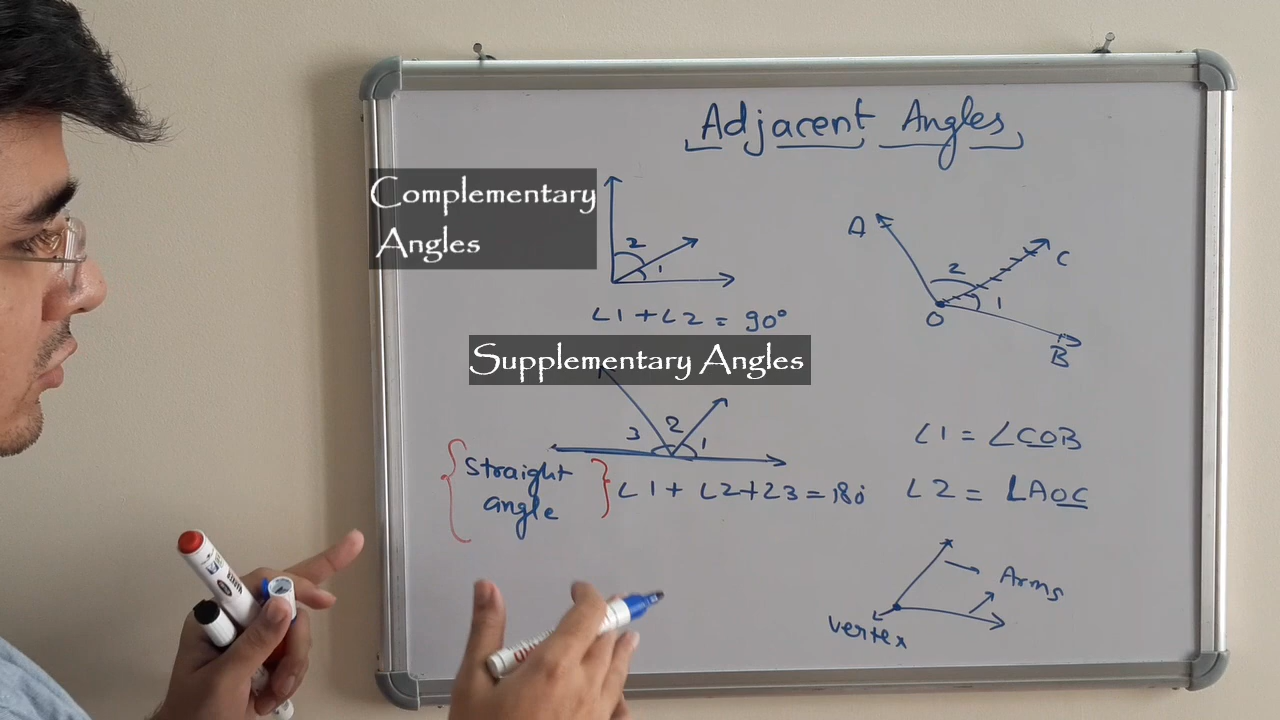 Adjacent Angles
Complementary
Angles
2
1
∠1 + ∠2 = 90°
A
C
2
1
O
B
Supplementary Angles
3 2 1
Straight
angle
∠1 + ∠2 + ∠3 = 180
∠1 = ∠COB
∠2 = ∠AOC
Arms
Vertex